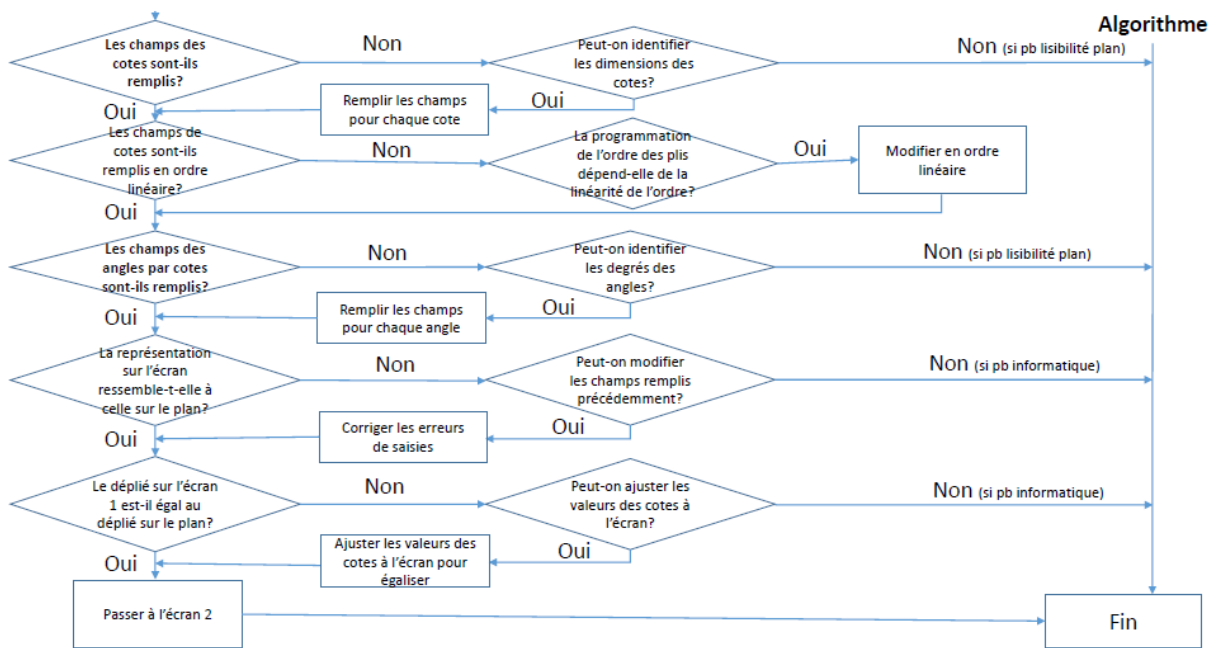 Algorithme
Les champs des
cotes sont-ils
remplis?
Non
Peut-on identifier
les dimensions des
cotes?
Non (si pb lisibilité plan)
Oui
Remplir les champs
pour chaque cote
Oui
Les champs de
cotes sont-ils
remplis en ordre
linéaire?
Non
La programmation
de l'ordre des plis
dépend-elle de la
linéarité de l'ordre?
Oui
Modifier en ordre
linéaire
Oui
Les champs des
angles par cotes
sont-ils remplis?
Non
Peut-on identifier
les degrés des
angles?
Non (si pb lisibilité plan)
Oui
Remplir les champs
pour chaque angle
Oui
La représentation
sur l'écran
ressemble-t-elle à
celle sur le plan?
Non
Peut-on modifier
les champs remplis
précédemment?
Non (si pb informatique)
Oui
Corriger les erreurs
de saisies
Oui
Le déplié sur l'écran
1 est-il égal au
déplié sur le plan?
Non
Peut-on ajuster les
valeurs des cotes à
l'écran?
Non (si pb informatique)
Oui
Ajuster les valeurs des
cotes à l'écran pour
égaliser
Oui
Passer à l'écran 2
Fin